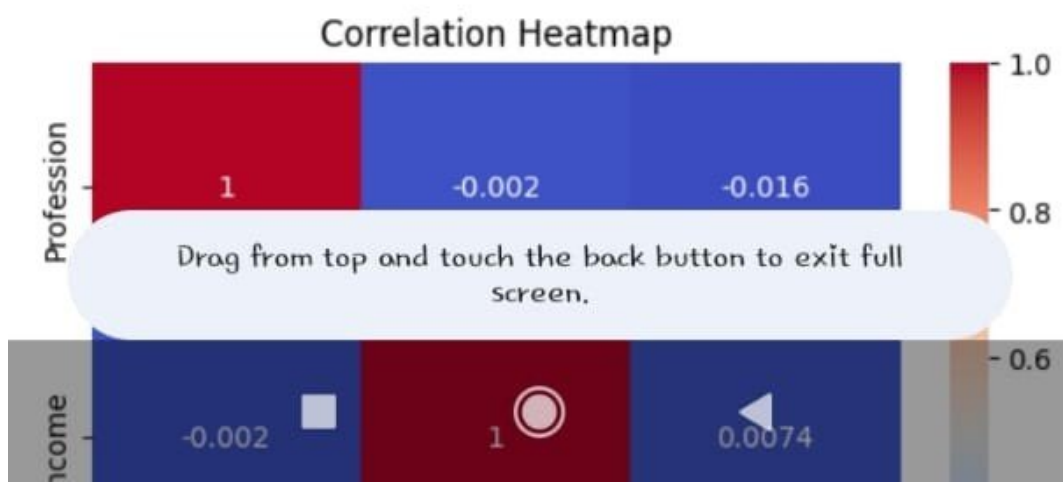 Correlation Heatmap
1.0
Profession
1 -0.002 -0.016
0.8
Drag from top and touch the back button to exit full
screen.
0.6
-0.002 1 0.0074